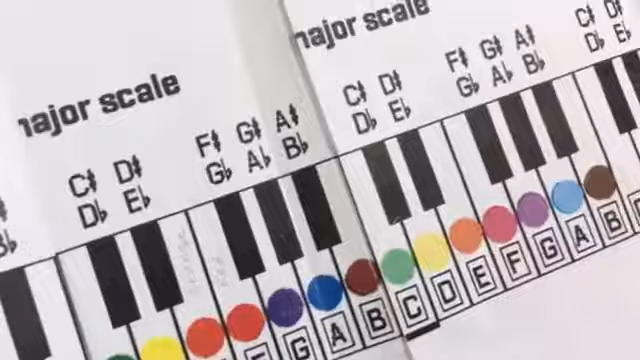 major scale
C# D# F# G# A#
D♭ E♭ G♭ A♭ B♭
G A B
major scale
C# D# F# G# A# C# D#
D♭ E♭ G♭ A♭ B♭ D♭ E♭
C D E F G A B